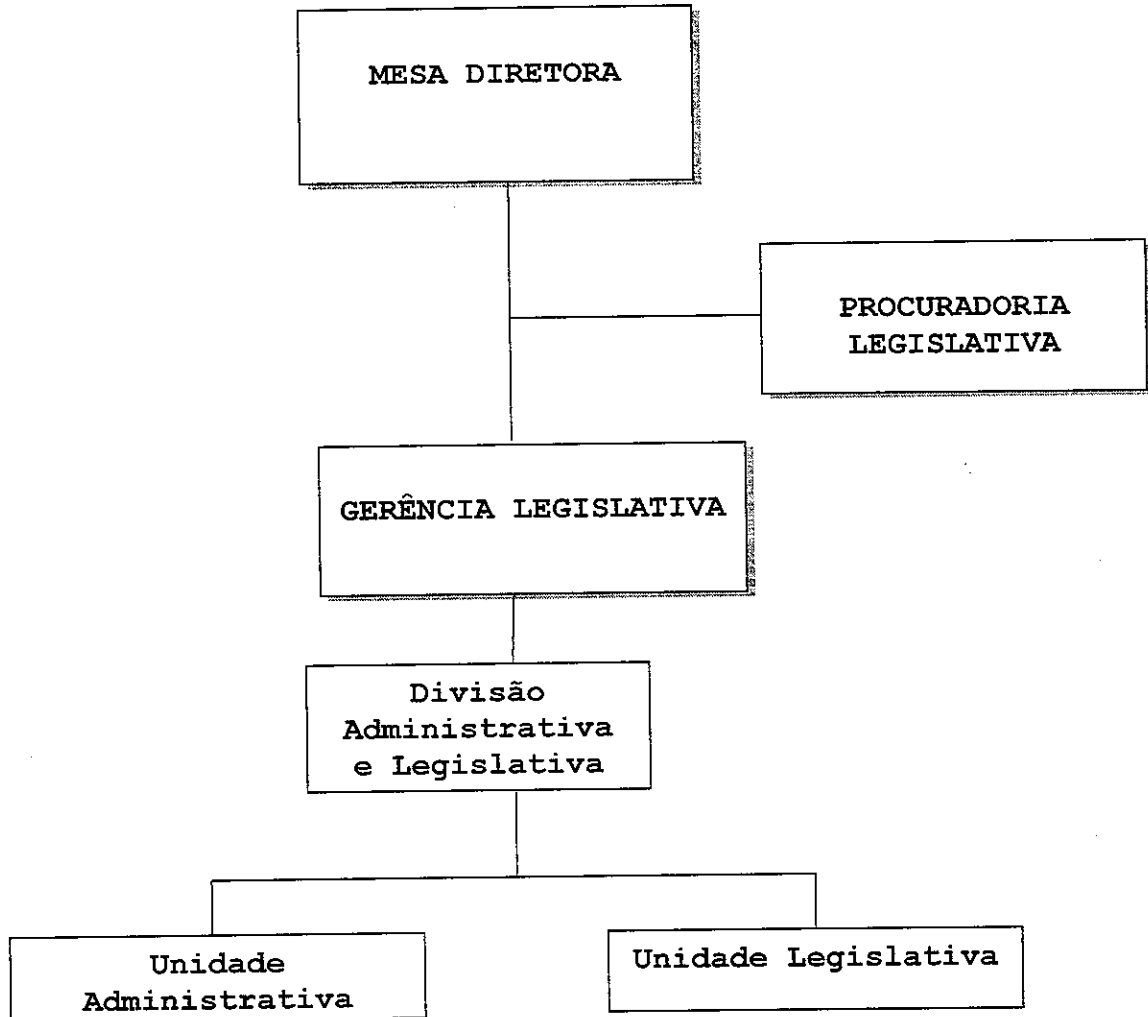 MESA DIRETORA
PROCURADORIA
LEGISLATIVA
GERÊNCIA LEGISLATIVA
Divisão
Administrativa
e Legislativa
Unidade
Administrativa
Unidade Legislativa